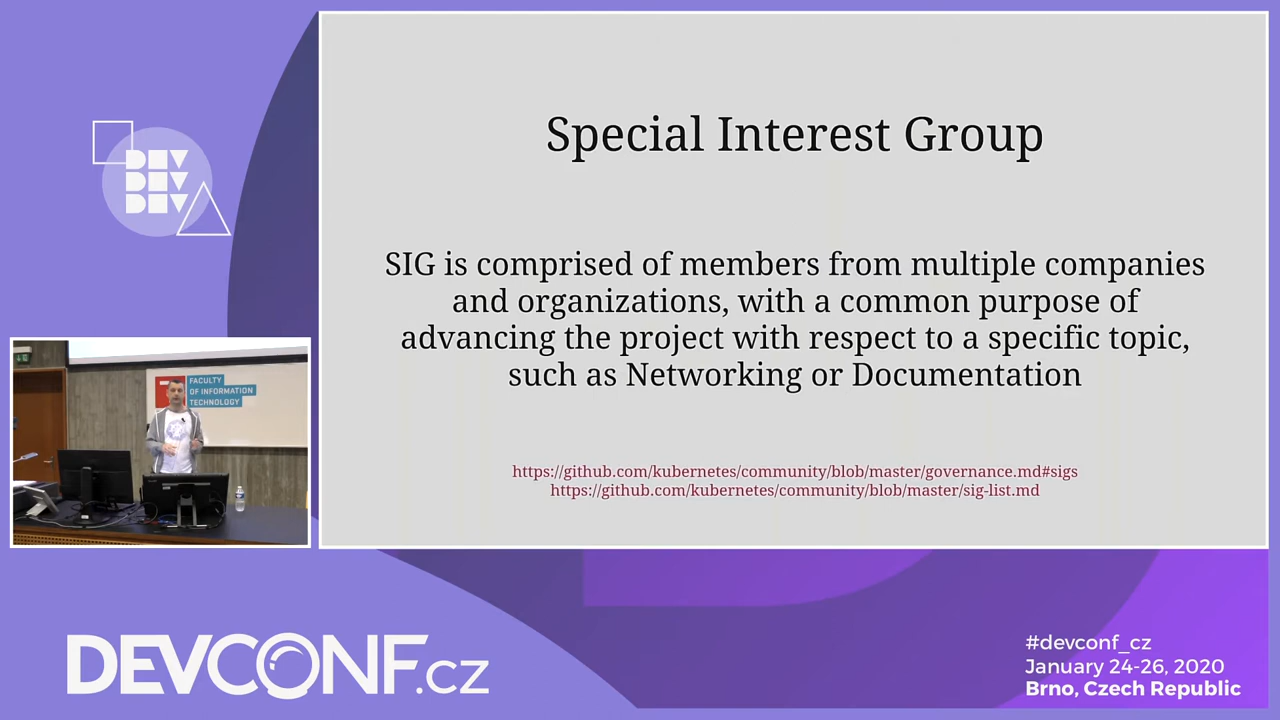 Special Interest Group
SIG is comprised of members from multiple companies
and organizations, with a common purpose of
advancing the project with respect to a specific topic,
such as Networking or Documentation
https://github.com/kubernetes/community/blob/master/governance.md#sigs
https://github.com/kubernetes/community/blob/master/sig-list.md
DEV
DEV
DEV
FACULTY
OF INFORMATION
TECHNOLOGY
DEVCONF.cz
#devconf_cz
January 24-26, 2020
Brno, Czech Republic